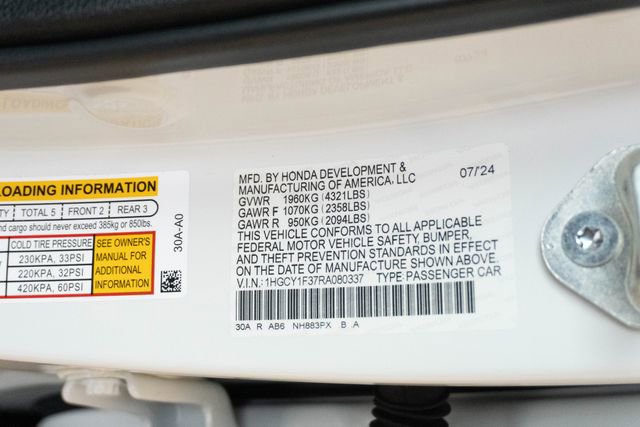 LOADING INFORMATION
TOTAL 5 FRONT 2 REAR 3
and cargo should never exceed 385kg or 850lbs.
COLD TIRE PRESSURE
230KPA, 33PSI
220KPA, 32PSI
420KPA, 60PSI
SEE OWNER'S
MANUAL FOR
ADDITIONAL
INFORMATION
30A-A0
MFD. BY HONDA DEVELOPMENT &
MANUFACTURING OF AMERICA, LLC 07/24
GVWR 1960KG (4321LBS)
GAWR F 1070KG (2358LBS)
GAWR R 950KG (2094LBS)
THIS VEHICLE CONFORMS TO ALL APPLICABLE
FEDERAL MOTOR VEHICLE SAFETY, BUMPER,
AND THEFT PREVENTION STANDARDS IN EFFECT
ON THE DATE OF MANUFACTURE SHOWN ABOVE.
V.I.N.: 1HGCY1F37RA080337 TYPE: PASSENGER CAR
30A R AB6 NH883PX B A